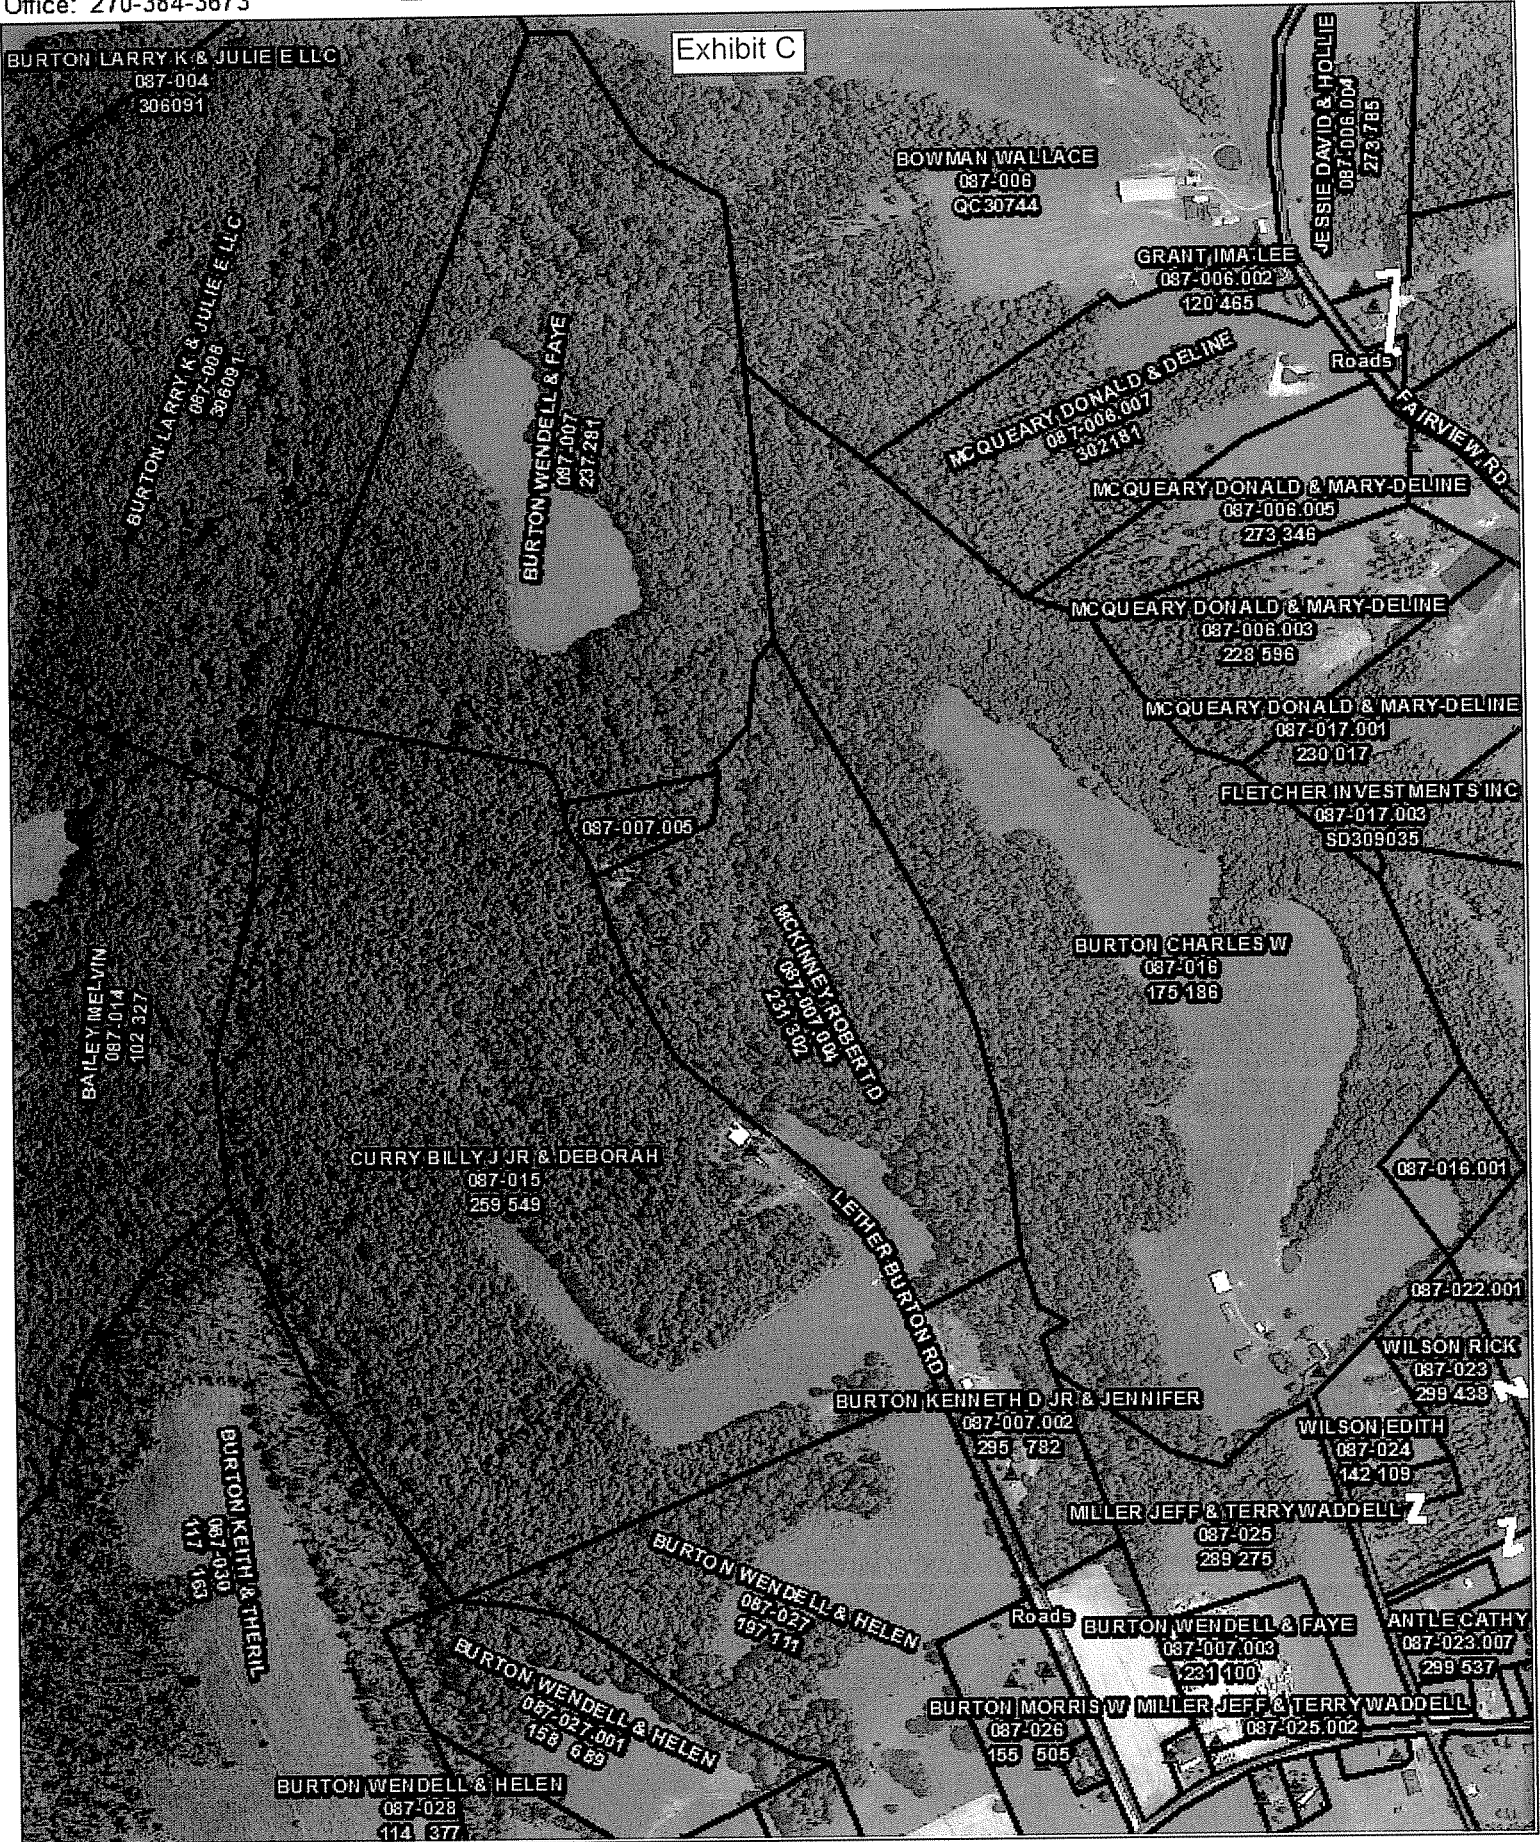 Office: 270-384-3673
Exhibit C
BURTON LARRY K & JULIE E LLC
087-004
306091
JESSIE DAVID & HOLLIE
087-006.004
273 785
BOWMAN WALLACE
087-006
QC30744
BURTON LARRY K & JULIE E LLC
087-008
306091
GRANT IMA LEE
087-006.002
120 465
BURTON WENDELL & FAYE
087-007
237 291
MCQUEARY DONALD & DELINE
087-006.007
302181
Roads
FAIRVIEW RD
MCQUEARY DONALD & MARY-DELINE
087-006.005
273 346
MCQUEARY DONALD & MARY-DELINE
087-006.003
228 596
MCQUEARY DONALD & MARY-DELINE
087-017.001
230 017
FLETCHER INVESTMENTS INC
087-017.003
SD309035
087-007.005
MCKINNEY ROBERT D
087-007.004
231 302
BURTON CHARLES W
087-016
175 186
BAILEY MELVIN
087-014
102 327
CURRY BILLY J JR & DEBORAH
087-015
259 549
087-016.001
LETHER BURTON RD
087-022.001
WILSON RICK
087-023
299 438
BURTON KENNETH D JR & JENNIFER
087-007.002
295 782
WILSON EDITH
087-024
142 109
BURTON KEITH & THERIL
087-030
117 163
MILLER JEFF & TERRY WADDELL
087-025
289 275
BURTON WENDELL & HELEN
087-027
197 111
Roads
BURTON WENDELL & FAYE
087-007.003
231 100
ANTLE CATHY
087-023.007
299 537
BURTON WENDELL & HELEN
087-027.001
158 689
BURTON MORRIS W
087-026
155 505
MILLER JEFF & TERRY WADDELL
087-025.002
BURTON WENDELL & HELEN
087-028
114 377